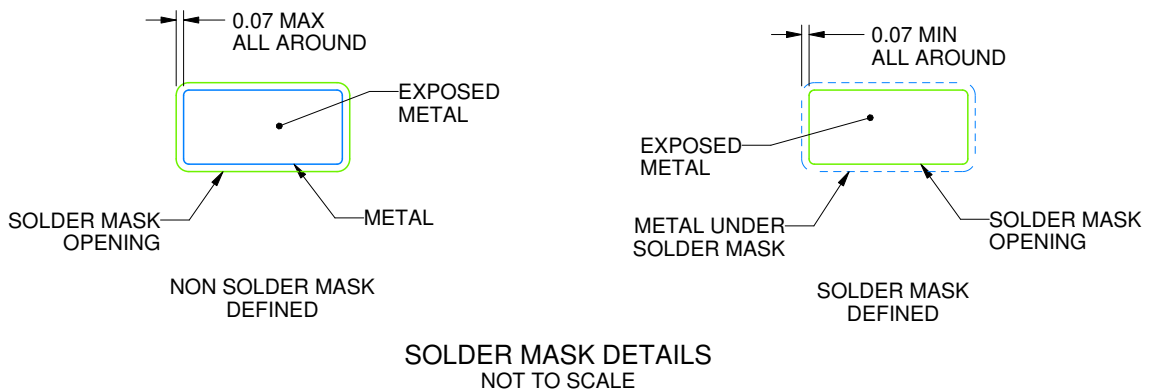 0.07 MAX
ALL AROUND
EXPOSED
METAL
SOLDER MASK
OPENING
METAL
NON SOLDER MASK
DEFINED
0.07 MIN
ALL AROUND
EXPOSED
METAL
METAL UNDER
SOLDER MASK
SOLDER MASK
OPENING
SOLDER MASK
DEFINED
SOLDER MASK DETAILS
NOT TO SCALE